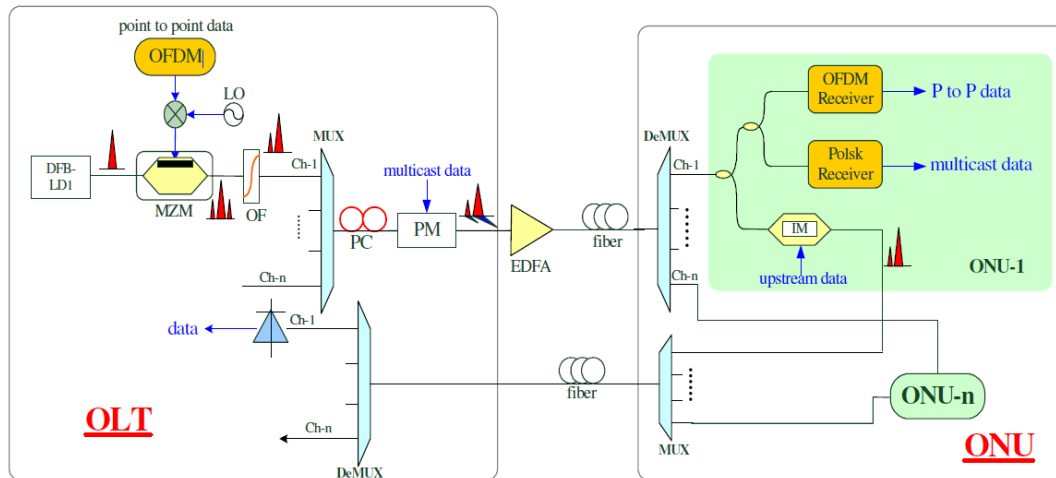 point to point data
OFDM
LO
MUX
DFB-
LD1
MZM
OF
Ch-1
multicast data
PC
PM
EDFA
fiber
Ch-n
DeMUX
Ch-1
Ch-n
OFDM
Receiver
P to P data
Polsk
Receiver
multicast data
IM
upstream data
ONU-1
data
Ch-1
Ch-n
DeMUX
fiber
MUX
ONU-n
OLT
ONU